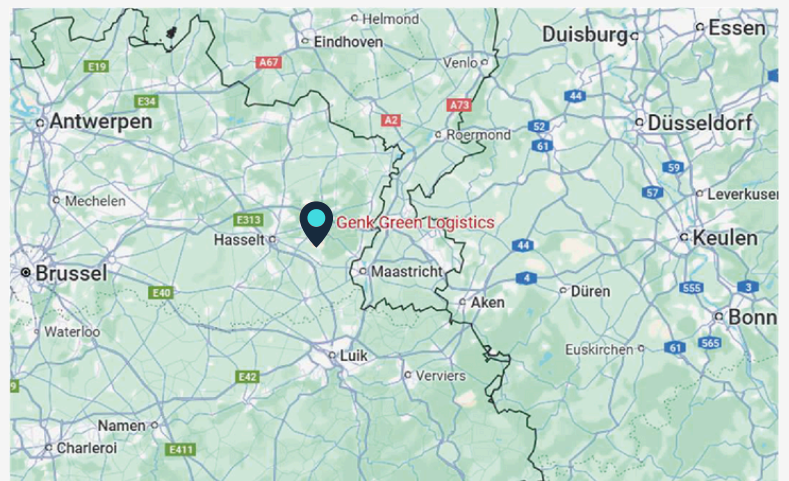 Helmond
Eindhoven
Duisburg
Essen
Venlo
A67
E19
E34
44
A73
A2
Antwerpen
Roermond
52
61
Düsseldorf
59
57
Leverkusen
Mechelen
E313
Genk Green Logistics
Hasselt
44
Keulen
Brussel
Maastricht
4
E40
Aken
Düren
555
3
Bonn
Waterloo
Luik
Euskirchen
61
565
E42
Verviers
9
Namen
Charleroi
E411